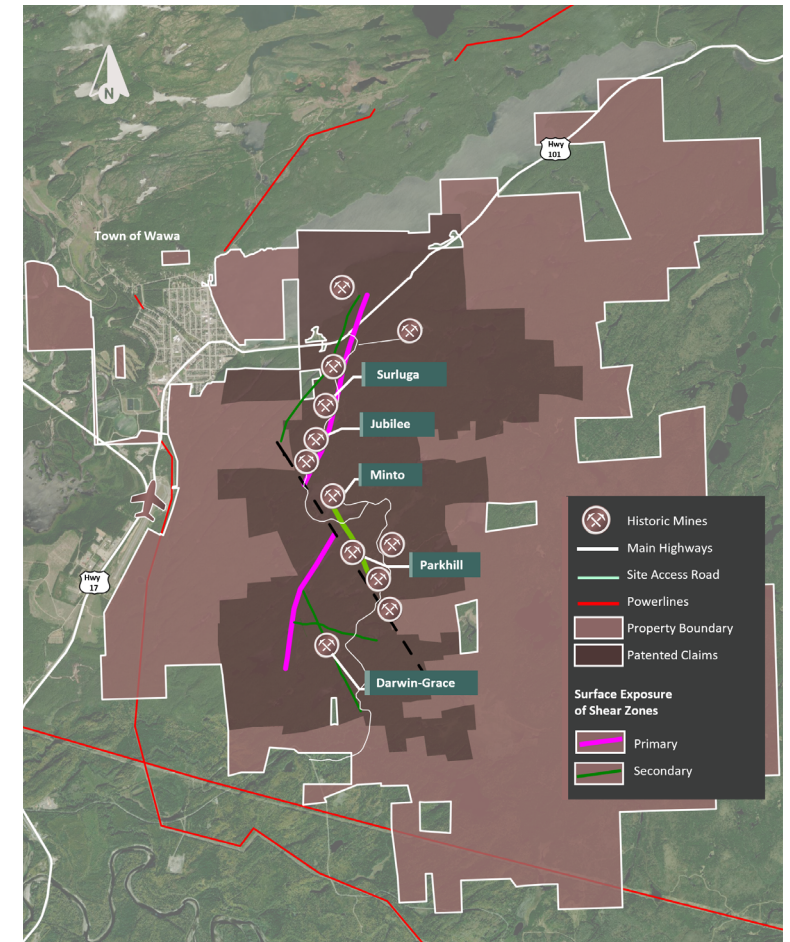 N
Hwy
101
Town of Wawa
Surluga
Jubilee
Minto
Parkhill
Hwy
17
Darwin-Grace
Historic Mines
Main Highways
Site Access Road
Powerlines
Property Boundary
Patented Claims
Surface Exposure
of Shear Zones
Primary
Secondary